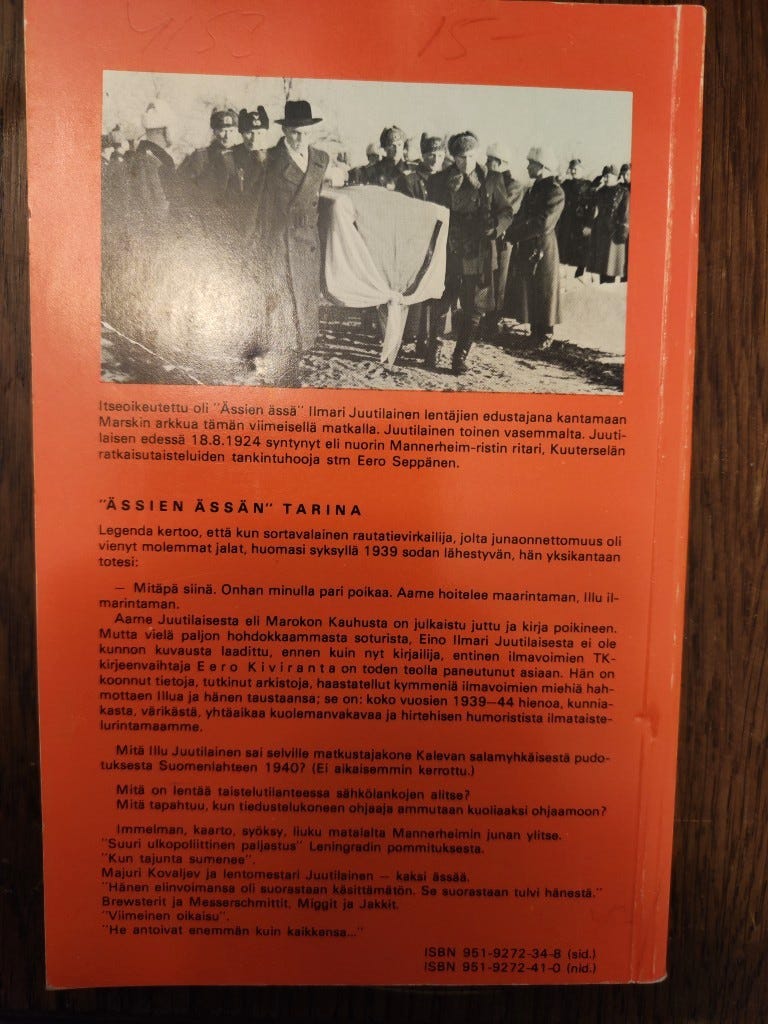 4153 15-
Itseoikeutettu oli "Ässien ässä" Ilmari Juutilainen lentäjien edustajana kantamaan
Marskin arkkua tämän viimeisellä matkalla. Juutilainen toinen vasemmalta. Juuti-
laisen edessä 18.8.1924 syntynyt eli nuorin Mannerheim-ristin ritari, Kuuterselän
ratkaisutaisteluiden tankintuhooja stm Eero Seppänen.
"ÄSSIEN ÄSSÄN" TARINA
Legenda kertoo, että kun sortavalainen rautatievirkailija, jolta junaonnettomuus oli
vienyt molemmat jalat, huomasi syksyllä 1939 sodan lähestyvän, hän yksikantaan
totesi:
— Mitäpä siinä. Onhan minulla pari poikaa. Aarne hoitelee maarintaman, Illu il-
marintaman.
Aarne Juutilaisesta eli Marokon Kauhusta on julkaistu juttu ja kirja poikineen.
Mutta vielä paljon hohdokkaammasta soturista, Eino Ilmari Juutilaisesta ei ole
kunnon kuvausta laadittu, ennen kuin nyt kirjailija, entinen ilmavoimien TK-
kirjeenvaihtaja Eero Kiviranta on toden teolla paneutunut asiaan. Hän on
koonnut tietoja, tutkinut arkistoja, haastatellut kymmeniä ilmavoimien miehiä hah-
mottaen Illua ja hänen taustaansa; se on: koko vuosien 1939—44 hienoa, kunnia-
kasta, värikästä, yhtäaikaa kuolemanvakavaa ja hirtehisen humoristista ilmataiste-
lurintamaamme.
Mitä Illu Juutilainen sai selville matkustajakone Kalevan salamyhkäisestä pudo-
tuksesta Suomenlahteen 1940? (Ei aikaisemmin kerrottu.)
Mitä on lentää taistelutilanteessa sähkölankojen alitse?
Mitä tapahtuu, kun tiedustelukoneen ohjaaja ammutaan kuoliaaksi ohjaamoon?
Immelman, kaarto, syöksy, liuku matalalta Mannerheimin junan ylitse.
"Suuri ulkopoliittinen paljastus" Leningradin pommituksesta.
"Kun tajunta sumenee".
Majuri Kovaljev ja lentomestari Juutilainen — kaksi ässää.
"Hänen elinvoimansa oli suorastaan käsittämätön. Se suorastaan tulvi hänestä."
Brewsterit ja Messerschmittit, Miggit ja Jakkit.
"Viimeinen oikaisu".
"He antoivat enemmän kuin kaikkensa..."
ISBN 951-9272-34-8 (sid.)
ISBN 951-9272-41-0 (nid.)